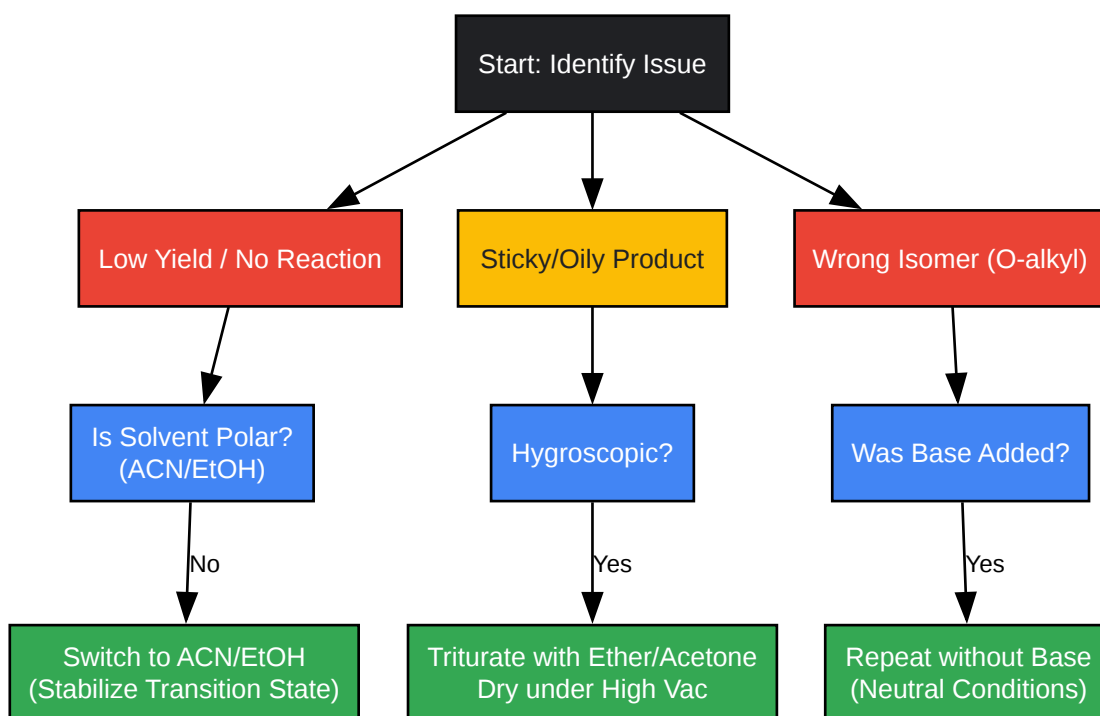 Start: Identify Issue
Low Yield / No Reaction
Sticky/Oily Product
Wrong Isomer (O-alkyl)
Is Solvent Polar?
(ACN/EtOH)
Hygroscopic?
Was Base Added?
No
Yes
Yes
Switch to ACN/EtOH
(Stabilize Transition State)
Triturate with Ether/Acetone
Dry under High Vac
Repeat without Base
(Neutral Conditions)